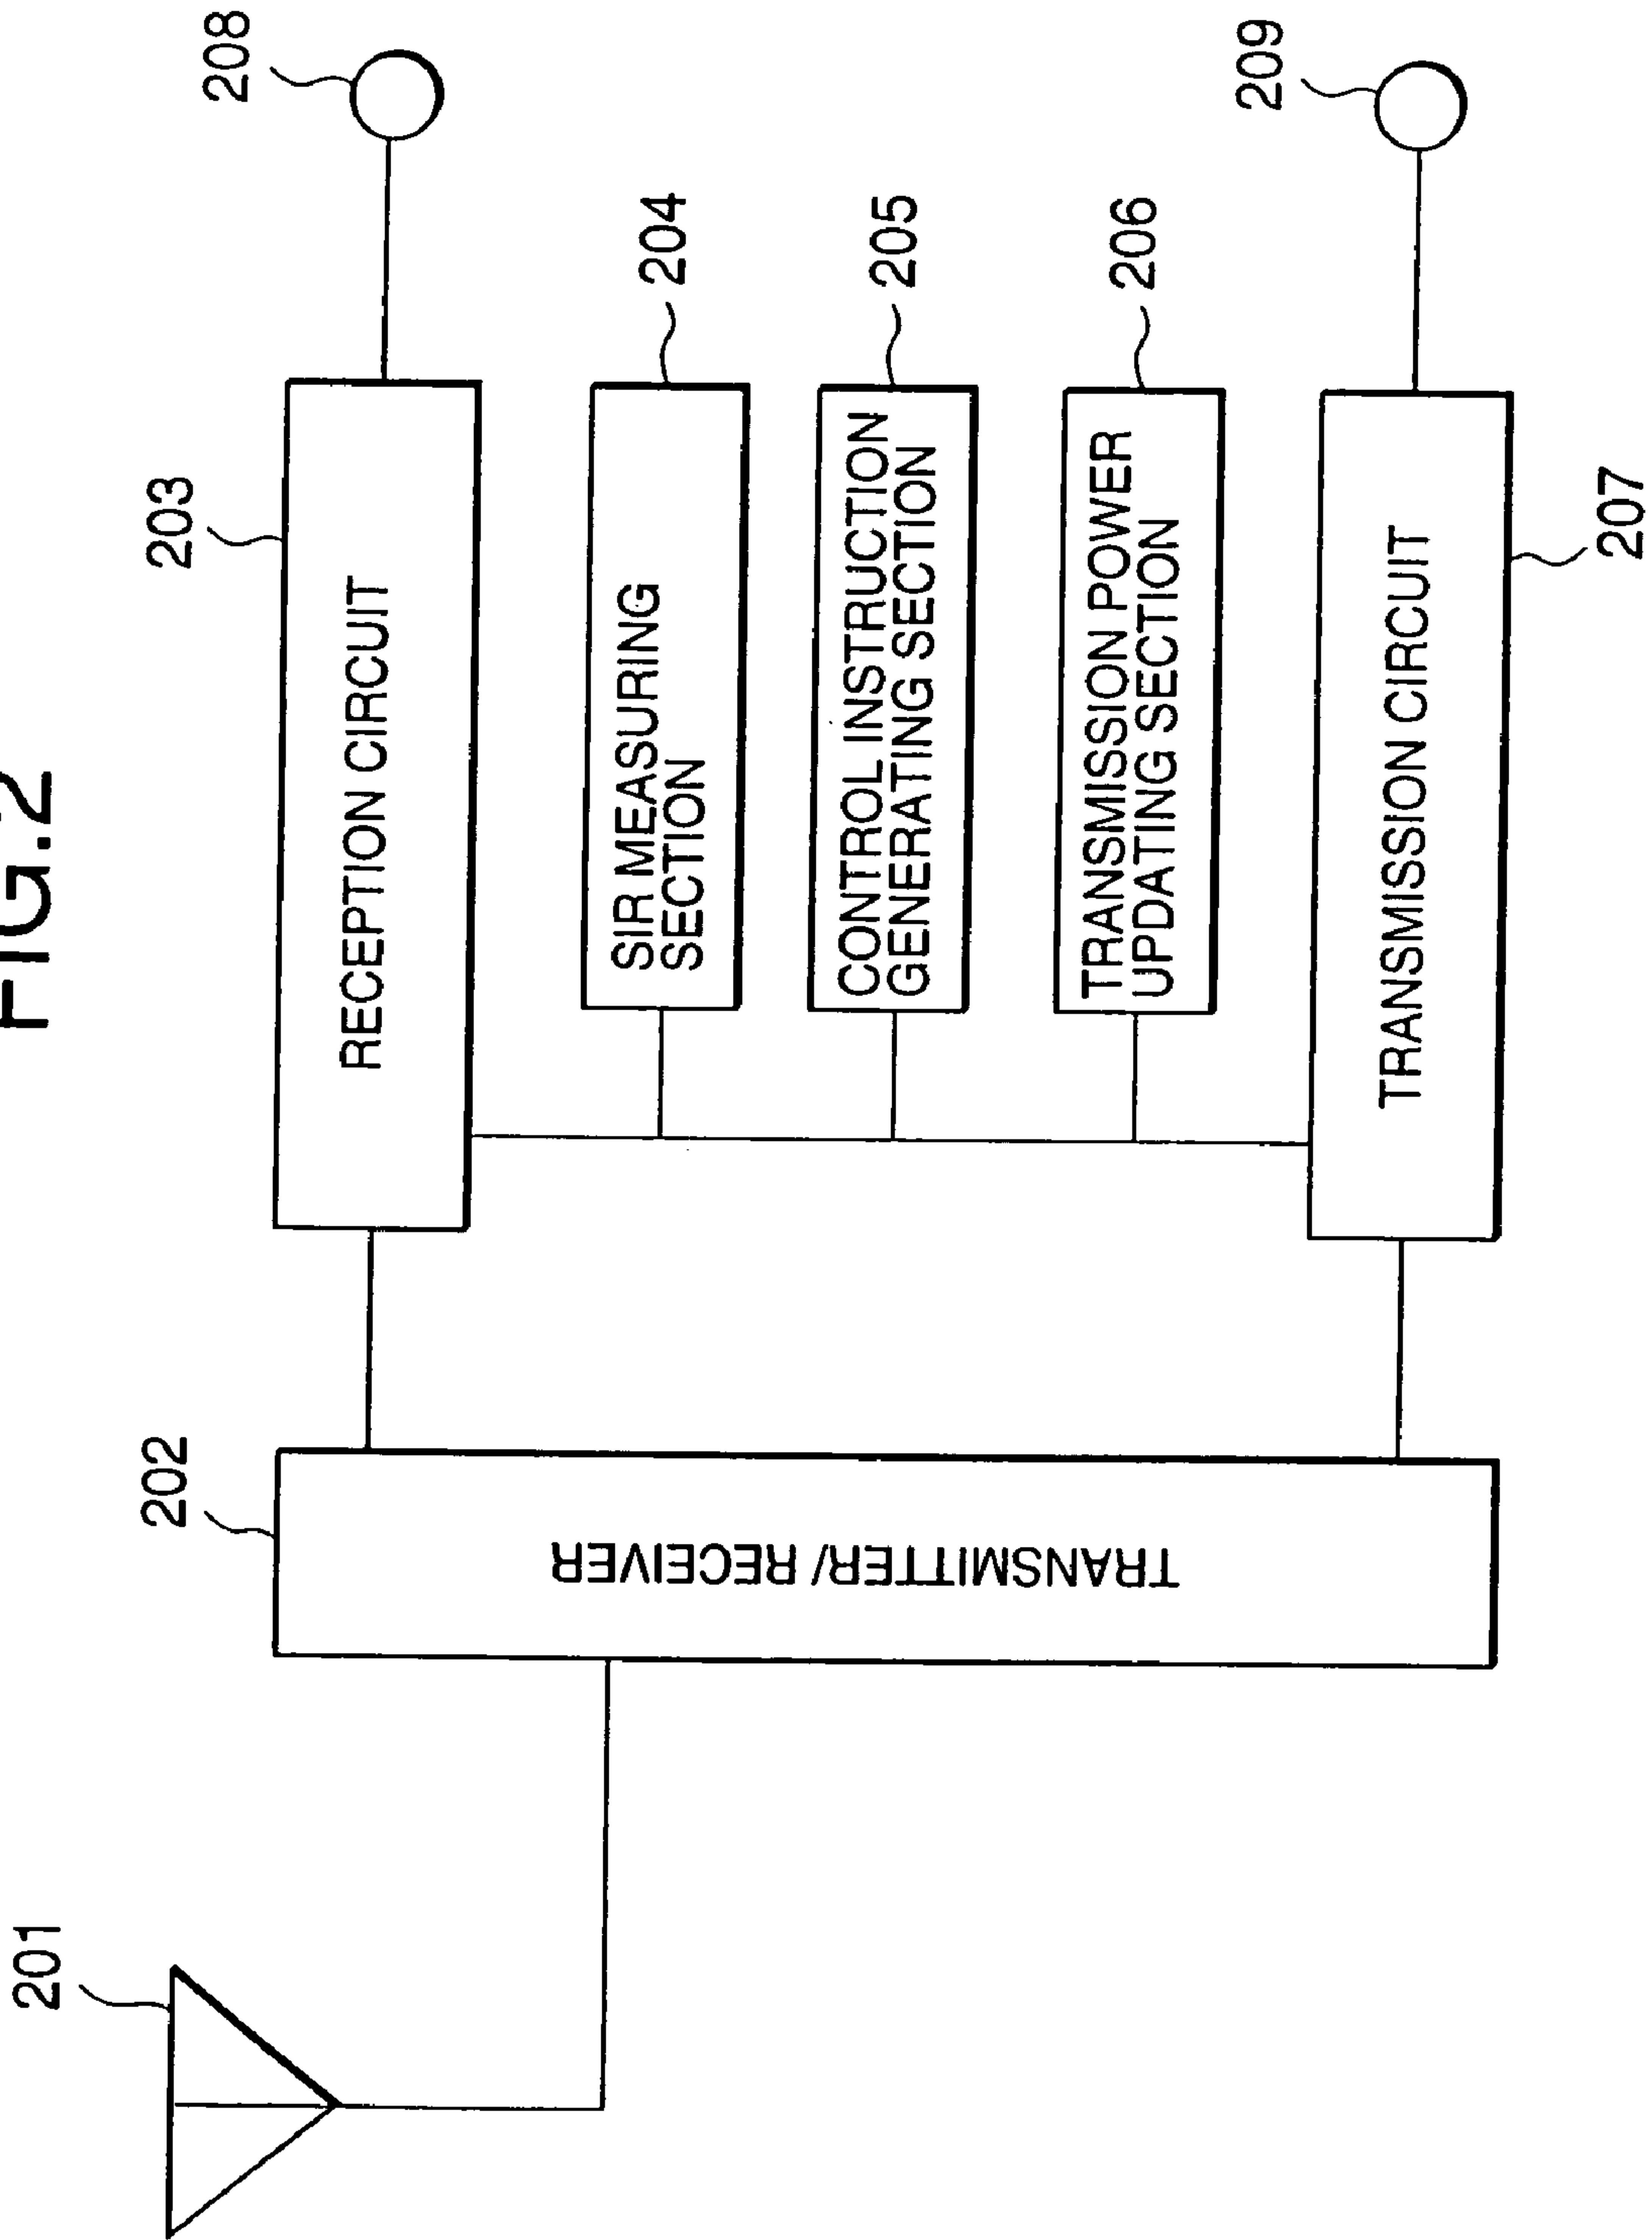 FIG.2
201
202
TRANSMITTER/ RECEIVER
203
RECEPTION CIRCUIT
208
SIR MEASURING
SECTION
204
CONTROL INSTRUCTION
GENERATING SECTION
205
TRANSMISSION POWER
UPDATING SECTION
206
TRANSMISSION CIRCUIT
207
209